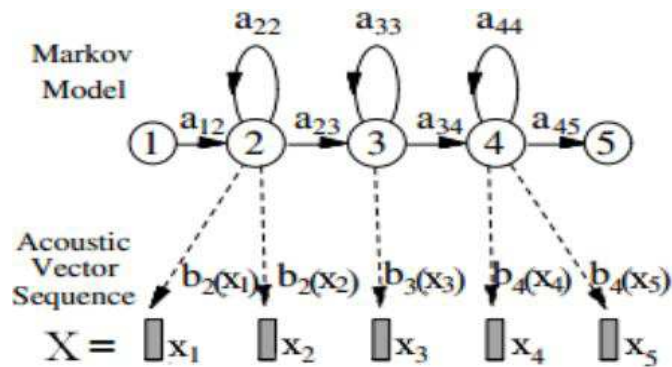 a₂₂ a₃₃ a₄₄
Markov
Model
a₁₂ a₂₃ a₃₄ a₄₅
1 2 3 4 5
Acoustic
Vector
Sequence
b₂(x₁) b₂(x₂) b₃(x₃) b₄(x₄) b₄(x₅)
X = x₁ x₂ x₃ x₄ x₅